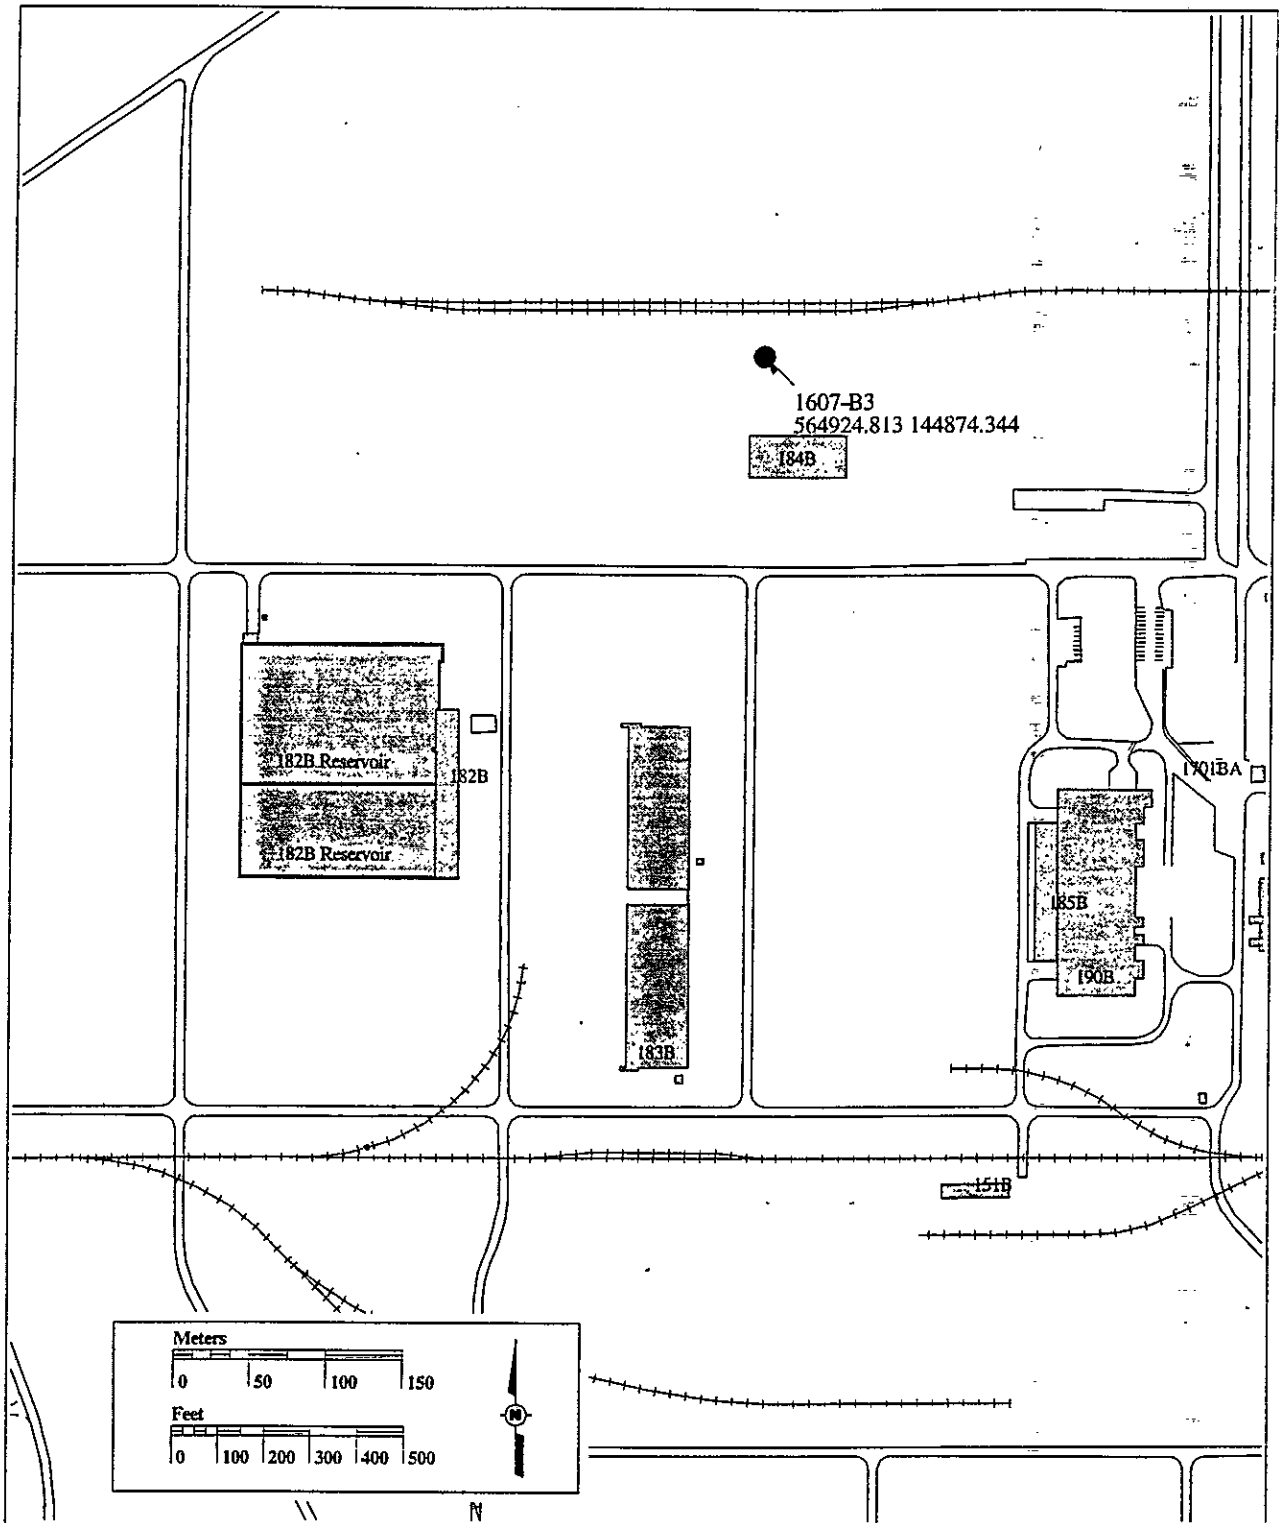 1607-B3
564924.813 144874.344
184B
182B Reservoir
182B
1701BA
182B Reservoir
185B
190B
183B
151B
Meters
0 50 100 150
Feet
0 100 200 300 400 500
N
N